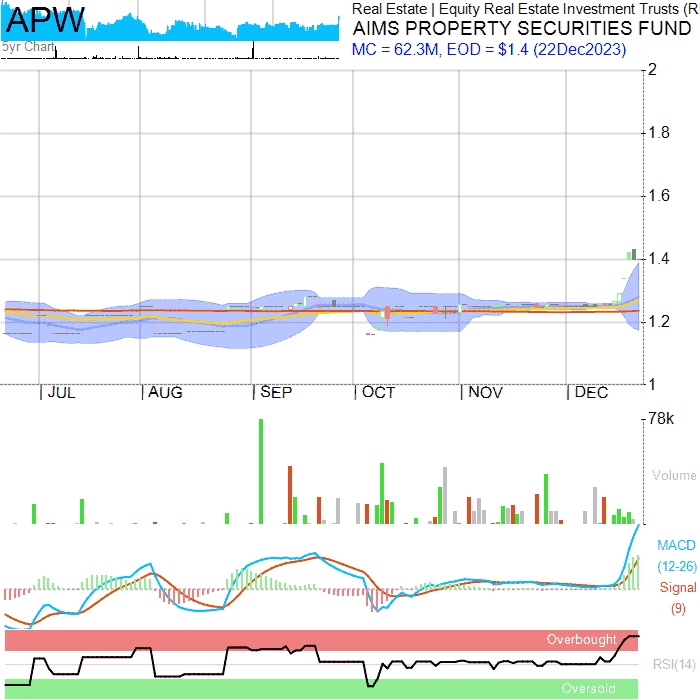 APW
5yr Chart
Real Estate | Equity Real Estate Investment Trusts (R
AIMS PROPERTY SECURITIES FUND
MC = 62.3M, EOD = $1.4 (22Dec2023)
2
1.8
1.6
1.4
1.2
1
JUL AUG SEP OCT NOV DEC
78k
Volume
MACD
(12-26)
Signal
(9)
Overbought
RSI(14)
Oversold